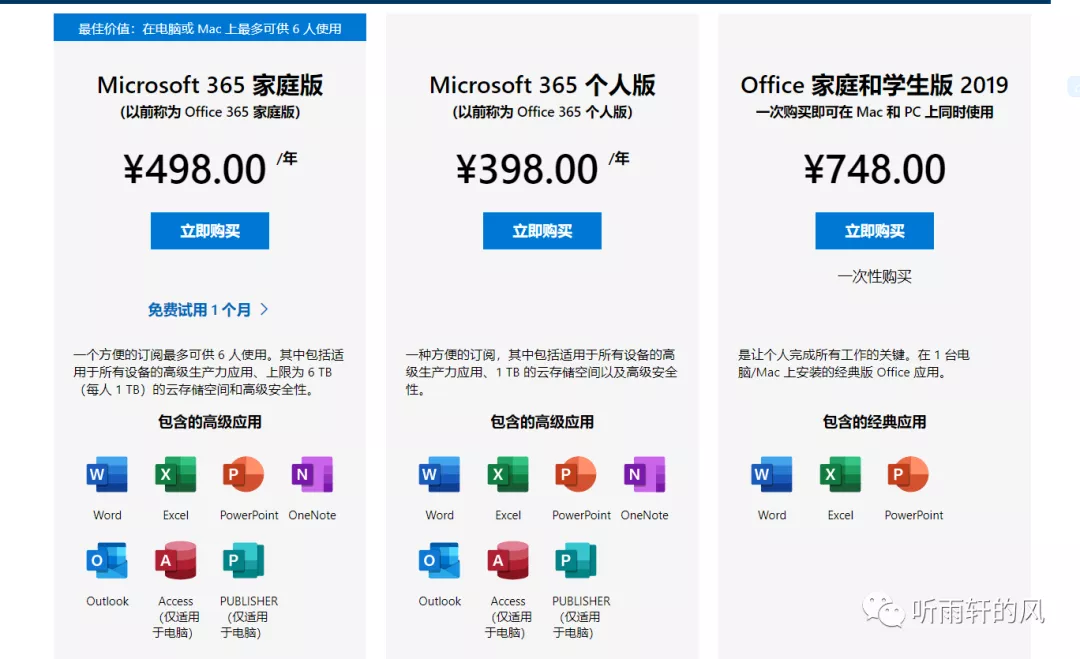 最佳价值：在电脑或 Mac 上最多可供 6 人使用
Microsoft 365 家庭版
(以前称为 Office 365 家庭版)
¥498.00 /年
立即购买
免费试用 1 个月
一个方便的订阅最多可供 6 人使用。其中包括适
用于所有设备的高级生产力应用、上限为 6 TB
（每人 1 TB）的云存储空间和高级安全性。
包含的高级应用
W
X
P
N
Word
Excel
PowerPoint
OneNote
O
A
P
Outlook
Access
（仅适用
于电脑）
PUBLISHER
（仅适用
于电脑）
Microsoft 365 个人版
(以前称为 Office 365 个人版)
¥398.00 /年
立即购买
一种方便的订阅，其中包括适用于所有设备的高
级生产力应用、1 TB 的云存储空间以及高级安全
性。
包含的高级应用
W
X
P
N
Word
Excel
PowerPoint
OneNote
O
A
P
Outlook
Access
（仅适用
于电脑）
PUBLISHER
（仅适用
于电脑）
Office 家庭和学生版 2019
一次购买即可在 Mac 和 PC 上同时使用
¥748.00
立即购买
一次性购买
是让个人完成所有工作的关键。在 1 台电
脑/Mac 上安装的经典版 Office 应用。
包含的经典应用
W
X
P
Word
Excel
PowerPoint
听雨轩的风